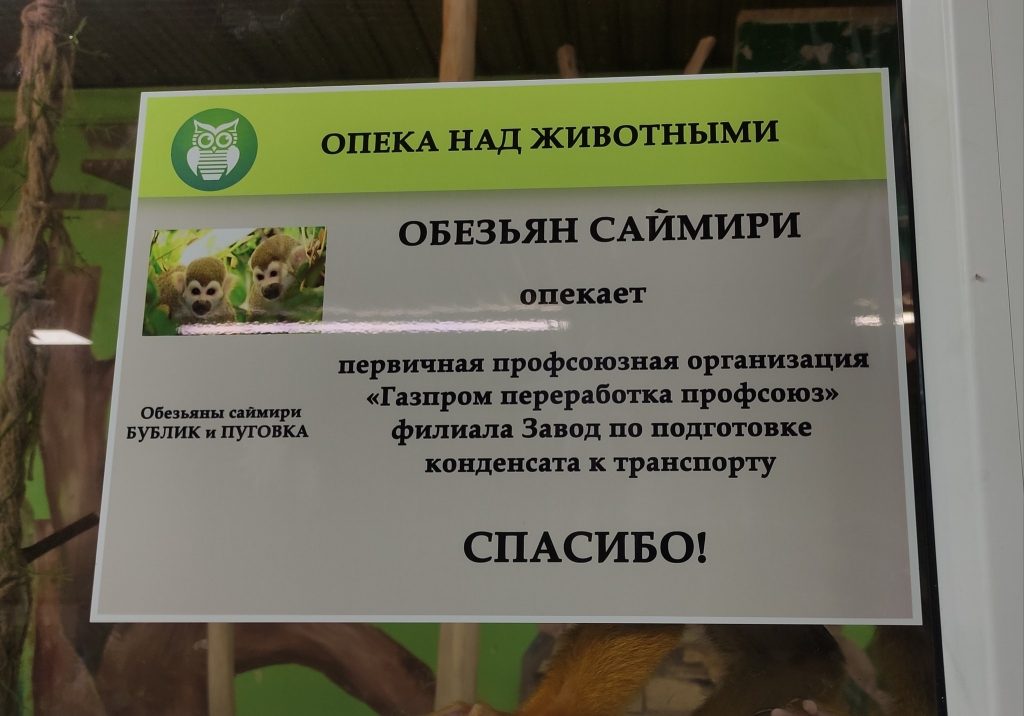 ОПЕКА НАД ЖИВОТНЫМИ
ОБЕЗЬЯН САЙМИРИ
опекает
первичная профсоюзная организация
«Газпром переработка профсоюз»
филиала Завод по подготовке
конденсата к транспорту
Обезьяны саймири
БУБЛИК и ПУГОВКА
СПАСИБО!